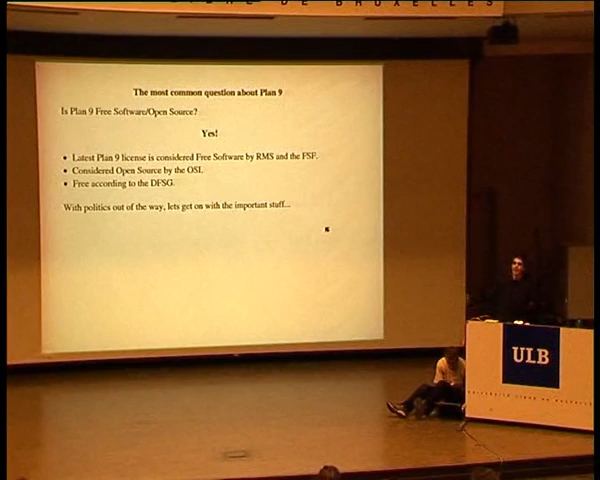 DE BRUXELLES
The most common question about Plan 9
Is Plan 9 Free Software/Open Source?
Yes!
• Latest Plan 9 license is considered Free Software by RMS and the FSF.
• Considered Open Source by the OSI.
• Free according to the DFSG.
With politics out of the way, lets get on with the important stuff...
ULB